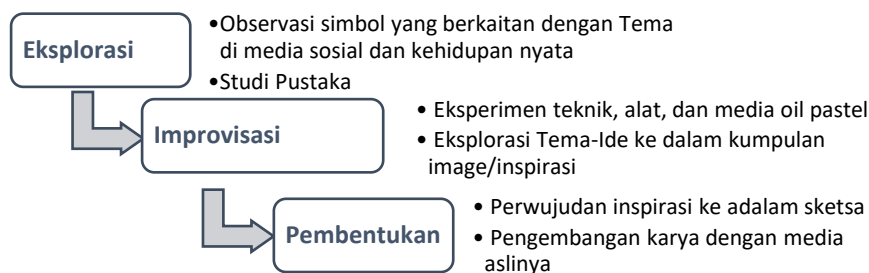 Eksplorasi
•Observasi simbol yang berkaitan dengan Tema
di media sosial dan kehidupan nyata
•Studi Pustaka
Improvisasi
• Eksperimen teknik, alat, dan media oil pastel
• Eksplorasi Tema-Ide ke dalam kumpulan
image/inspirasi
Pembentukan
• Perwujudan inspirasi ke adalam sketsa
• Pengembangan karya dengan media
aslinya